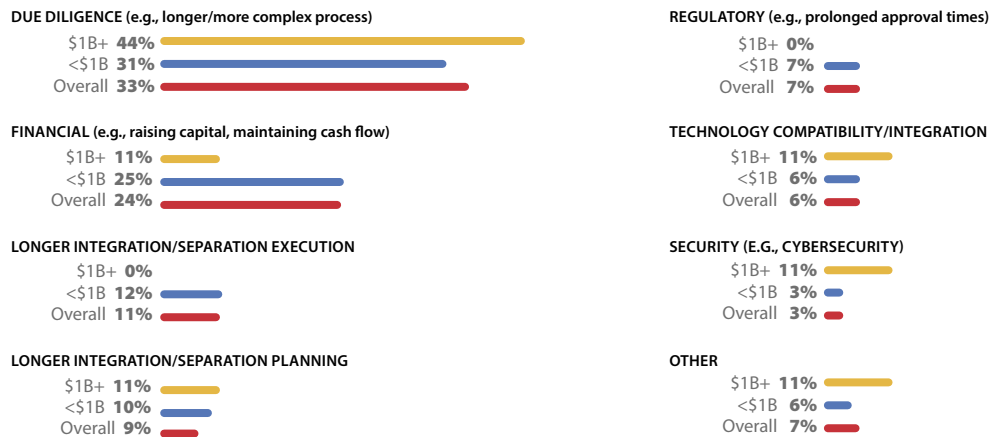 DUE DILIGENCE (e.g., longer/more complex process)
$1B+ 44%
<$1B 31%
Overall 33%
FINANCIAL (e.g., raising capital, maintaining cash flow)
$1B+ 11%
<$1B 25%
Overall 24%
LONGER INTEGRATION/SEPARATION EXECUTION
$1B+ 0%
<$1B 12%
Overall 11%
LONGER INTEGRATION/SEPARATION PLANNING
$1B+ 11%
<$1B 10%
Overall 9%
REGULATORY (e.g., prolonged approval times)
$1B+ 0%
<$1B 7%
Overall 7%
TECHNOLOGY COMPATIBILITY/INTEGRATION
$1B+ 11%
<$1B 6%
Overall 6%
SECURITY (E.G., CYBERSECURITY)
$1B+ 11%
<$1B 3%
Overall 3%
OTHER
$1B+ 11%
<$1B 6%
Overall 7%